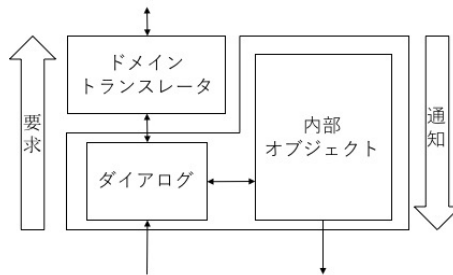 ドメイン
トランスレータ
要求
内部
オブジェクト
通知
ダイアログ